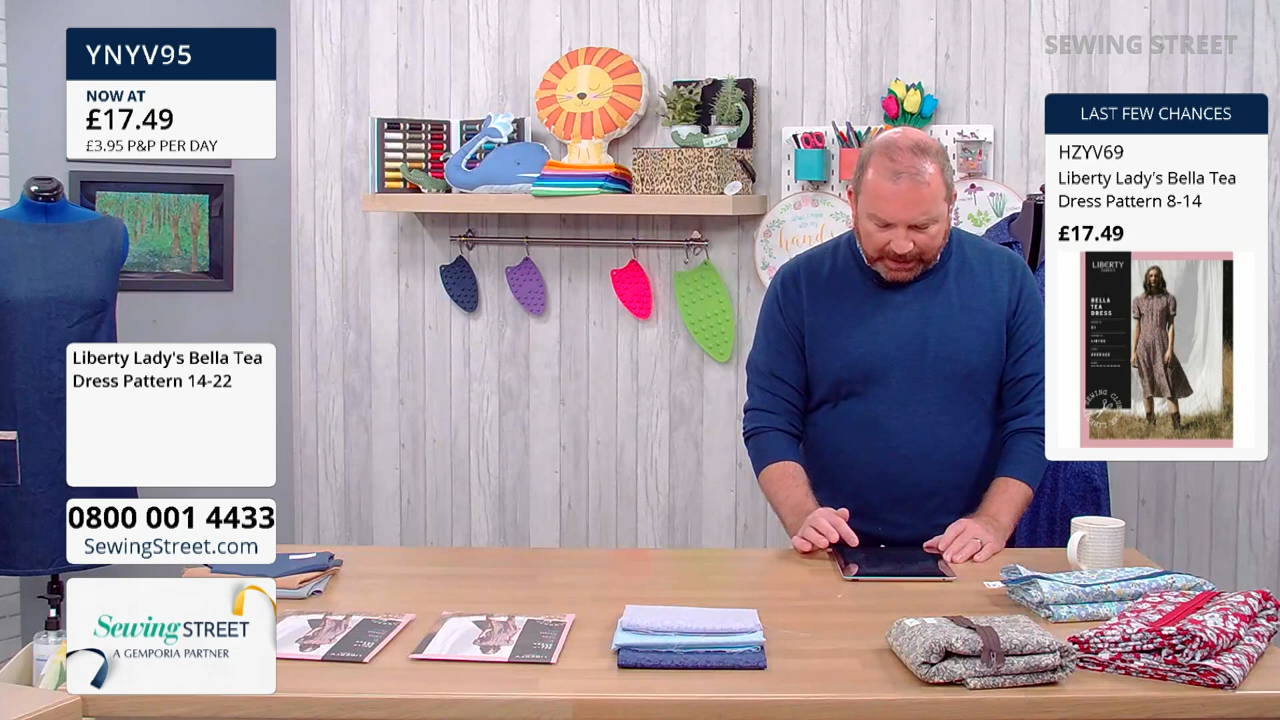 YNYV95
NOW AT
£17.49
£3.95 P&P PER DAY
Liberty Lady's Bella Tea
Dress Pattern 14-22
0800 001 4433
SewingStreet.com
Sewing STREET
A GEMPORIA PARTNER
SEWING STREET
LAST FEW CHANCES
HZYV69
Liberty Lady's Bella Tea
Dress Pattern 8-14
£17.49
LIBERTY
BELLA
TEA
DRESS
hands